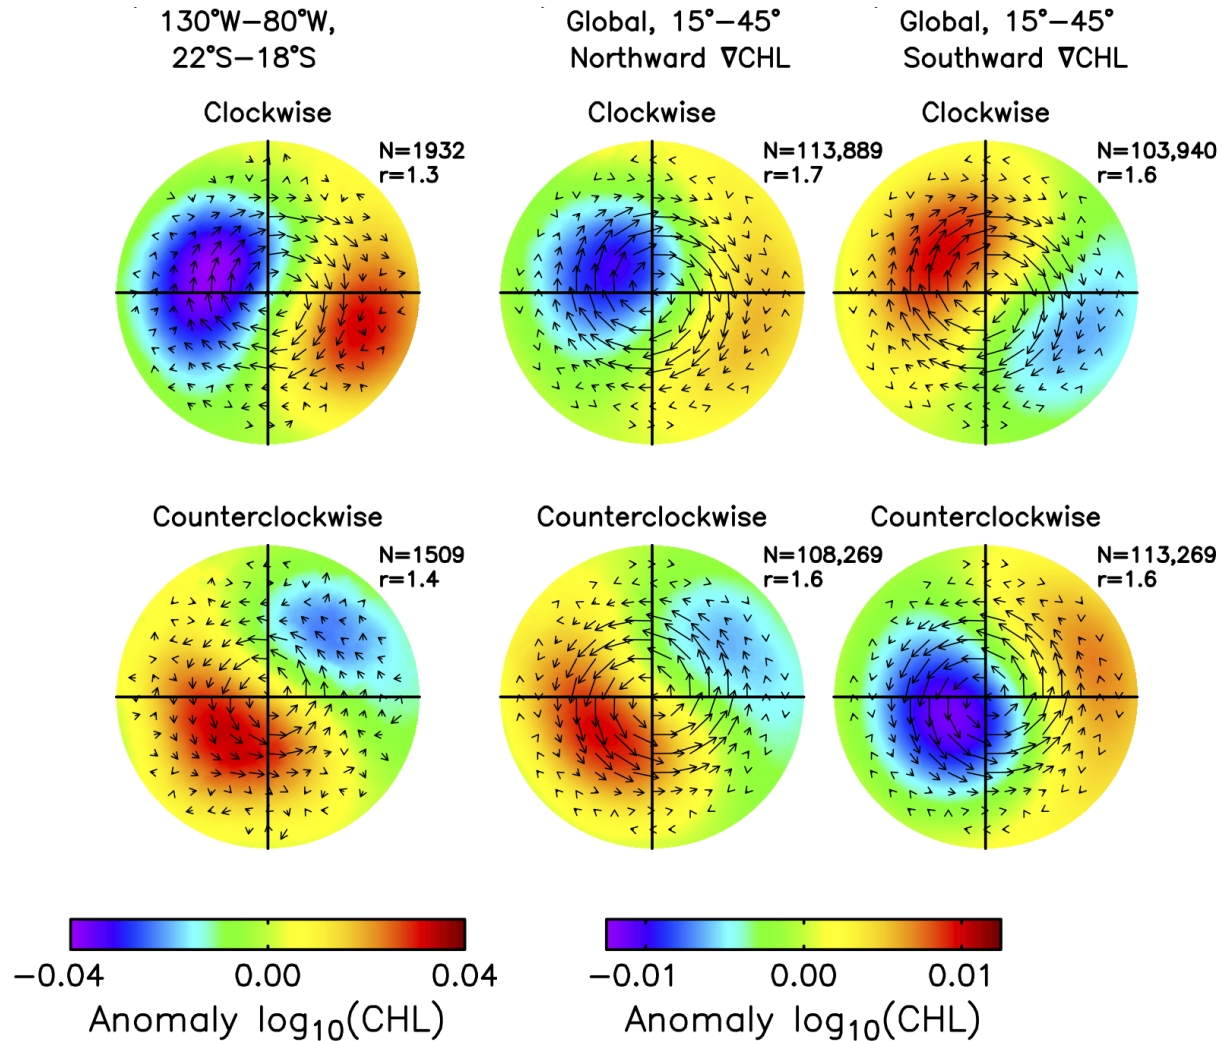 130°W−80°W,
22°S−18°S
Global, 15°−45°
Northward ∇CHL
Global, 15°−45°
Southward ∇CHL
Clockwise
N=1932
r=1.3
Clockwise
N=113,889
r=1.7
Clockwise
N=103,940
r=1.6
Counterclockwise
N=1509
r=1.4
Counterclockwise
N=108,269
r=1.6
Counterclockwise
N=113,269
r=1.6
−0.04 0.00 0.04
Anomaly log₁₀(CHL)
−0.01 0.00 0.01
Anomaly log₁₀(CHL)